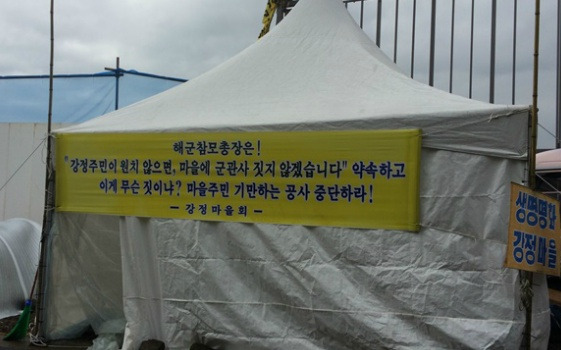 해군참모총장은!
"강정주민이 원치 않으면, 마을에 군관사 짓지 않겠습니다" 약속하고
이게 무슨 짓이냐? 마을주민 기만하는 공사 중단하라!
― 강정마을회 ―
생명평화
강정마을